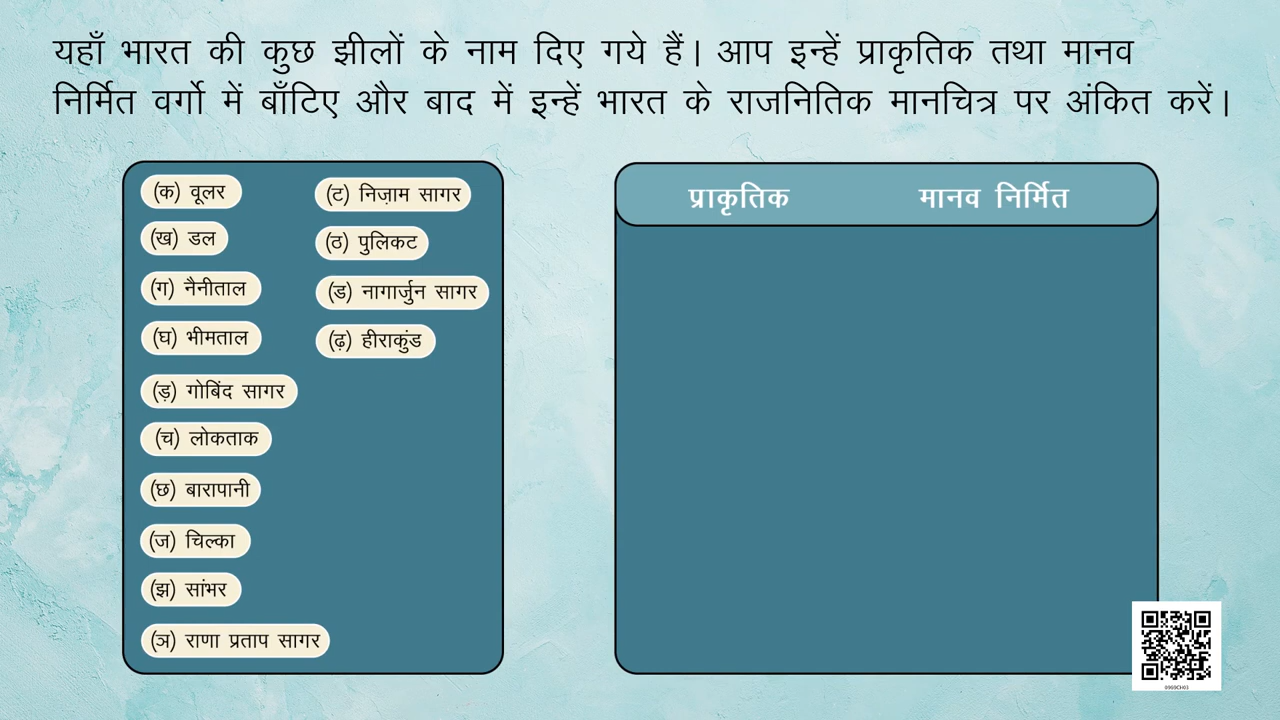 यहाँ भारत की कुछ झीलों के नाम दिए गये हैं। आप इन्हें प्राकृतिक तथा मानव
निर्मित वर्गो में बाँटिए और बाद में इन्हें भारत के राजनितिक मानचित्र पर अंकित करें।
(क) वूलर
(ख) डल
(ग) नैनीताल
(घ) भीमताल
(ड़) गोबिंद सागर
(च) लोकताक
(छ) बारापानी
(ज) चिल्का
(झ) सांभर
(ञ) राणा प्रताप सागर
(ट) निज़ाम सागर
(ठ) पुलिकट
(ड) नागार्जुन सागर
(ढ़) हीराकुंड
प्राकृतिक मानव निर्मित
0969CH03